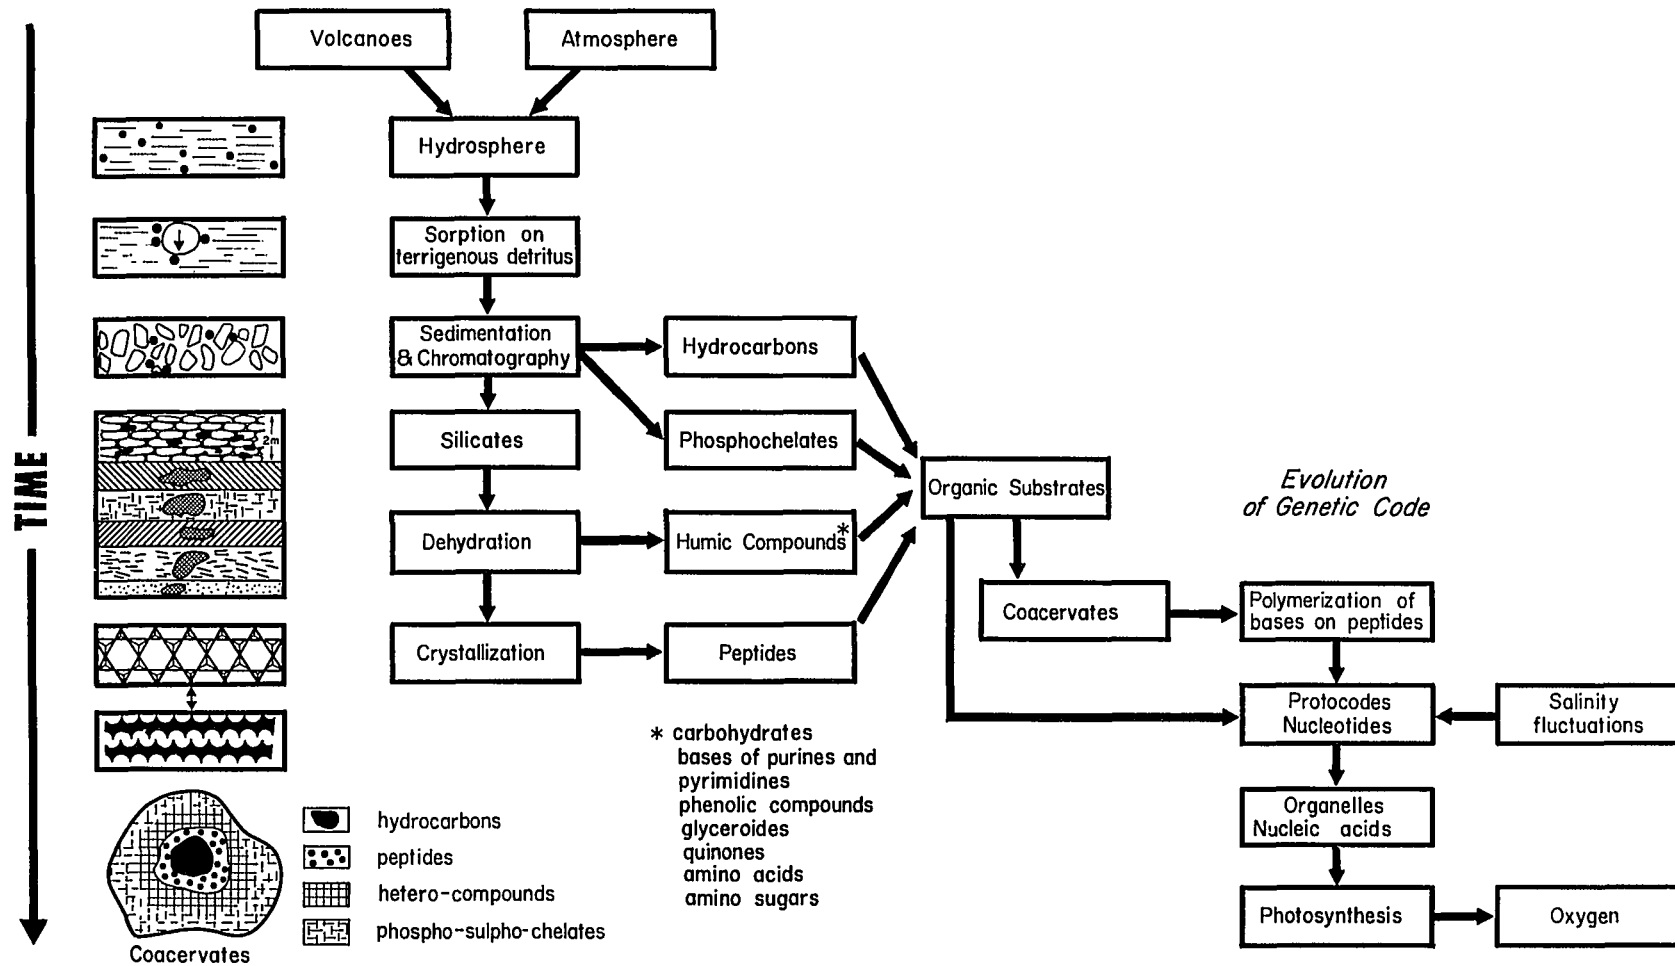 Volcanoes
Atmosphere
Hydrosphere
Sorption on
terrigenous detritus
Sedimentation
& Chromatography
Hydrocarbons
2m
Silicates
Phosphochelates
Organic Substrates
Evolution
of Genetic Code
TIME
Dehydration
Humic Compounds*
Coacervates
Polymerization of
bases on peptides
Crystallization
Peptides
Protocodes
Nucleotides
Salinity
fluctuations
* carbohydrates
bases of purines and
pyrimidines
phenolic compounds
glyceroides
quinones
amino acids
amino sugars
Organelles
Nucleic acids
Photosynthesis
Oxygen
hydrocarbons
peptides
hetero-compounds
phospho-sulpho-chelates
Coacervates